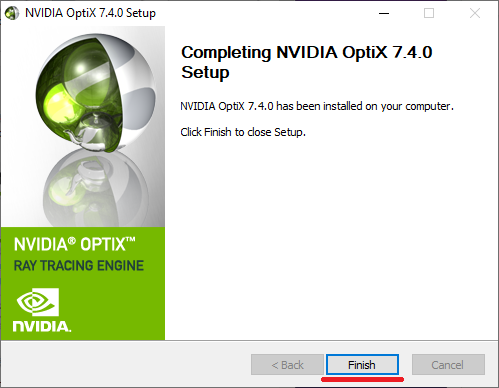 NVIDIA OptiX 7.4.0 Setup
Completing NVIDIA OptiX 7.4.0
Setup
NVIDIA OptiX 7.4.0 has been installed on your computer.
Click Finish to close Setup.
NVIDIA® OPTIX™
RAY TRACING ENGINE
NVIDIA.
< Back
Finish
Cancel